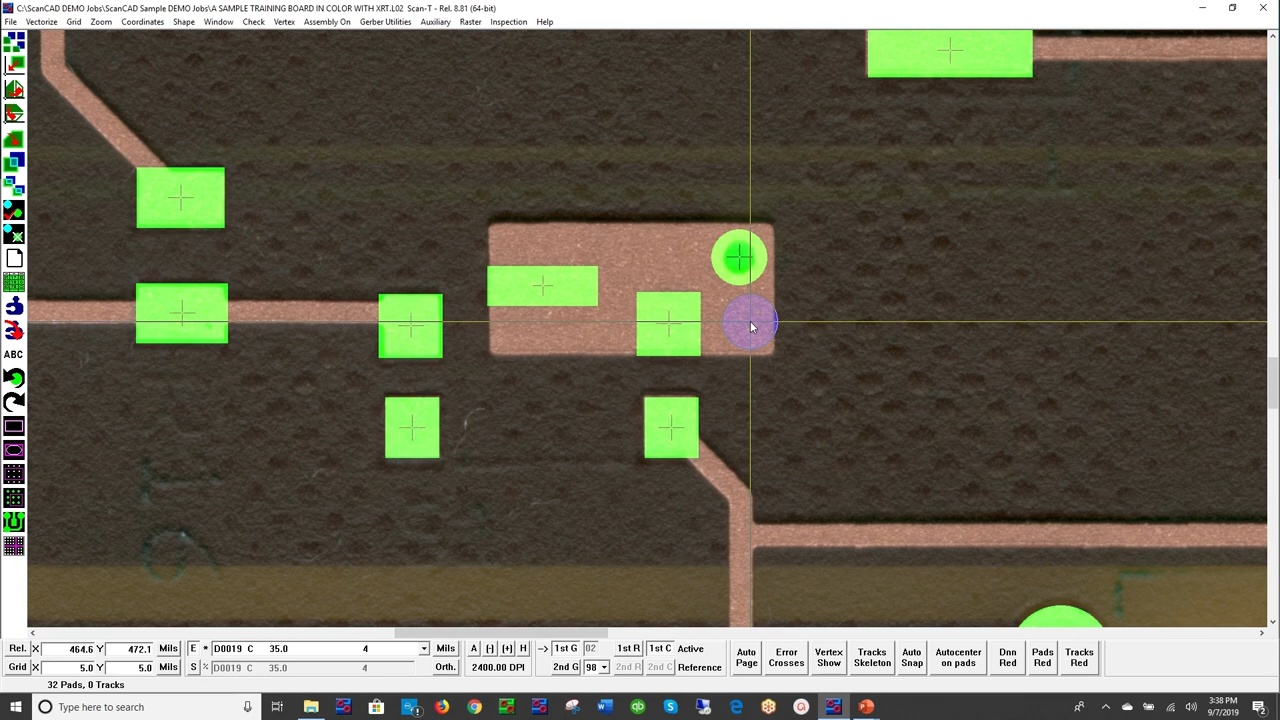 C:\ScanCAD DEMO Jobs\ScanCad Sample DEMO Jobs\A SAMPLE TRAINING BOARD IN COLOR WITH XRT.L02 Scan-T - Rel. 8.81 (64-bit)
File Vectorize Grid Zoom Coordinates Shape Window Check Vertex Assembly On Gerber Utilities Auxiliary Raster Inspection Help
ABC
Rel. X 464.6 Y 472.1 Mils E * D0019 C 35.0 4 Mils A [-] [+] H --> 1st G 02 1st R 1st C Active
Grid X 5.0 Y 5.0 Mils S % D0019 C 35.0 4 Orth. 2400.00 DPI 2nd G 98 2nd R 2nd C Reference
Auto Page
Error Crosses
Vertex Show
Tracks Skeleton
Auto Snap
Autocenter on pads
Dnn Red
Pads Red
Tracks Red
32 Pads, 0 Tracks
Type here to search
3:38 PM
9/7/2019